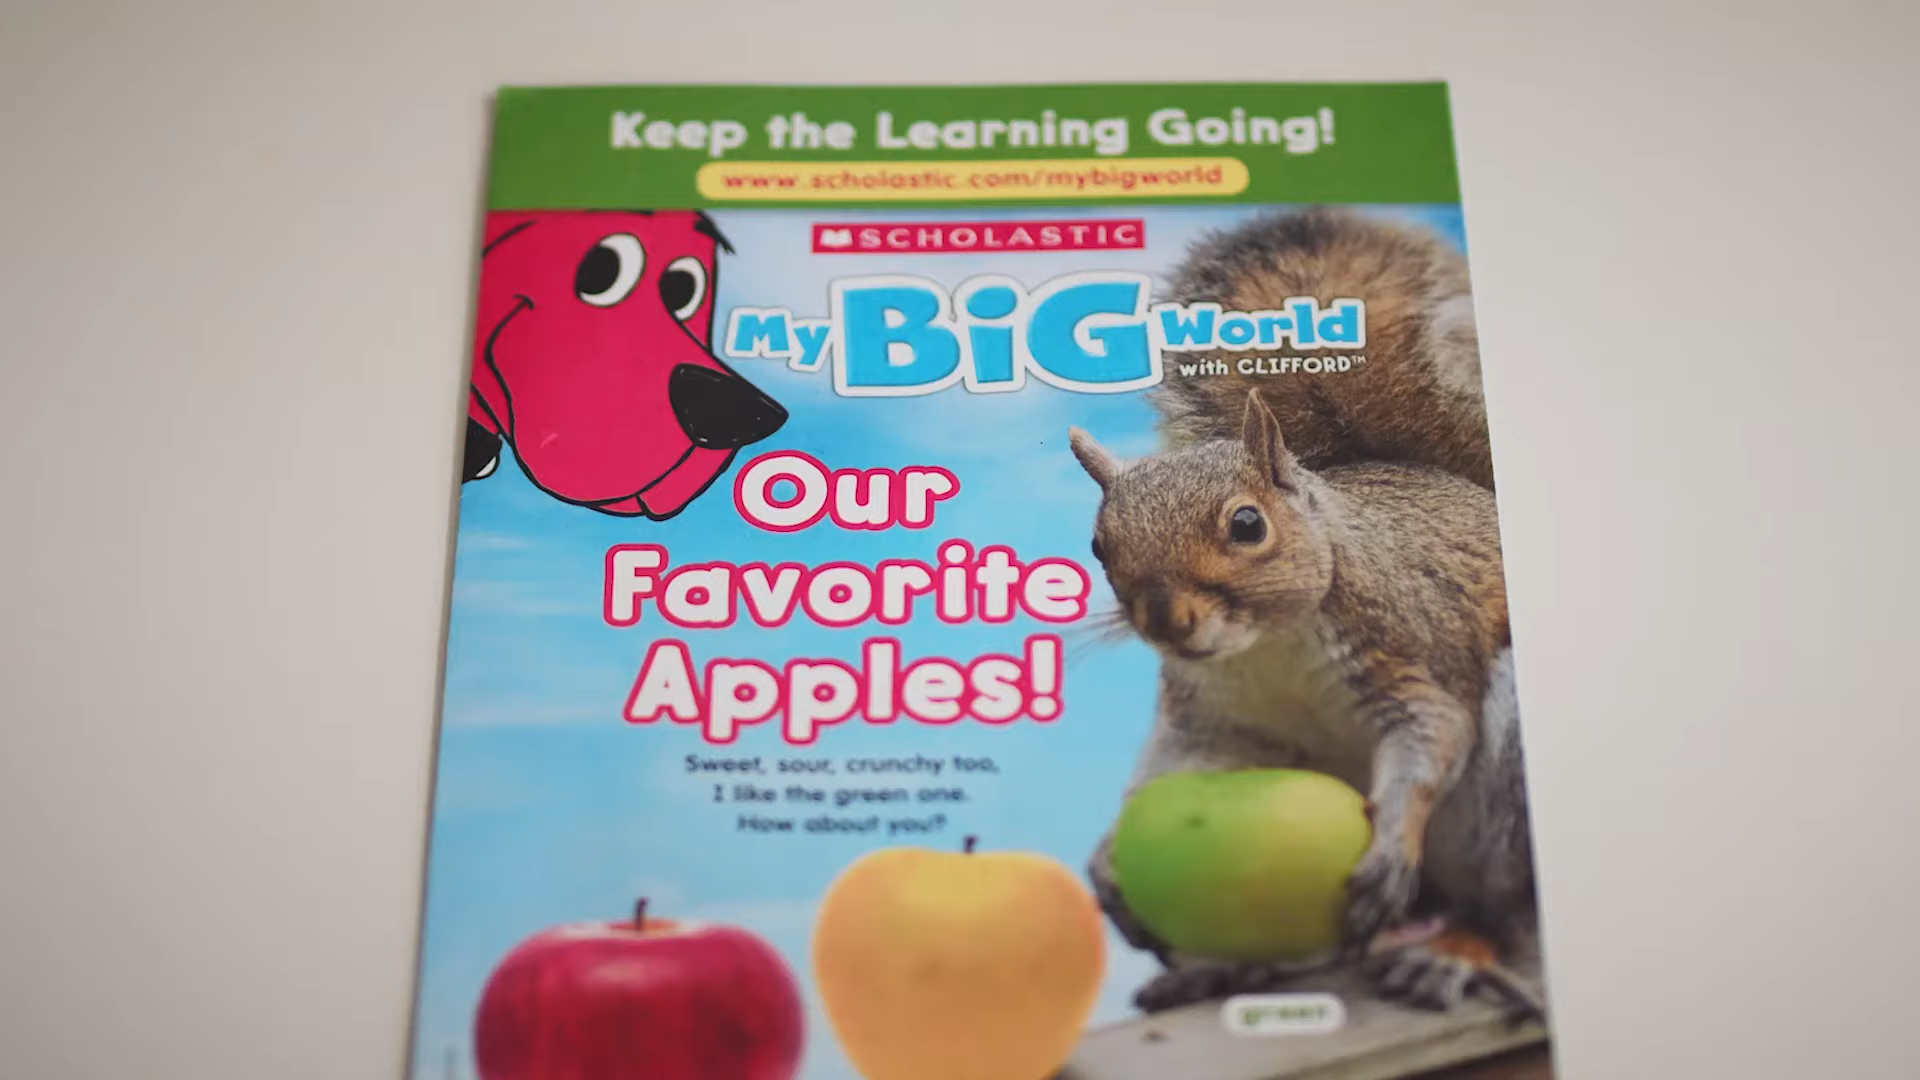 Keep the Learning Going!
www.scholastic.com/mybigworld
SCHOLASTIC
My BiG World
with CLIFFORD™
Our
Favorite
Apples!
Sweet, sour, crunchy too,
I like the green one.
How about you?
green